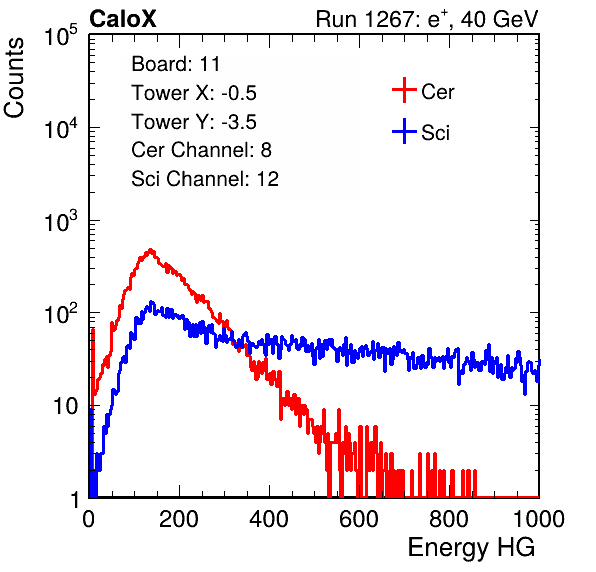 CaloX Run 1267: e⁺, 40 GeV
Counts
Board: 11
Tower X: -0.5
Tower Y: -3.5
Cer Channel: 8
Sci Channel: 12
Cer
Sci
10⁵
10⁴
10³
10²
10
1
0 200 400 600 800 1000
Energy HG